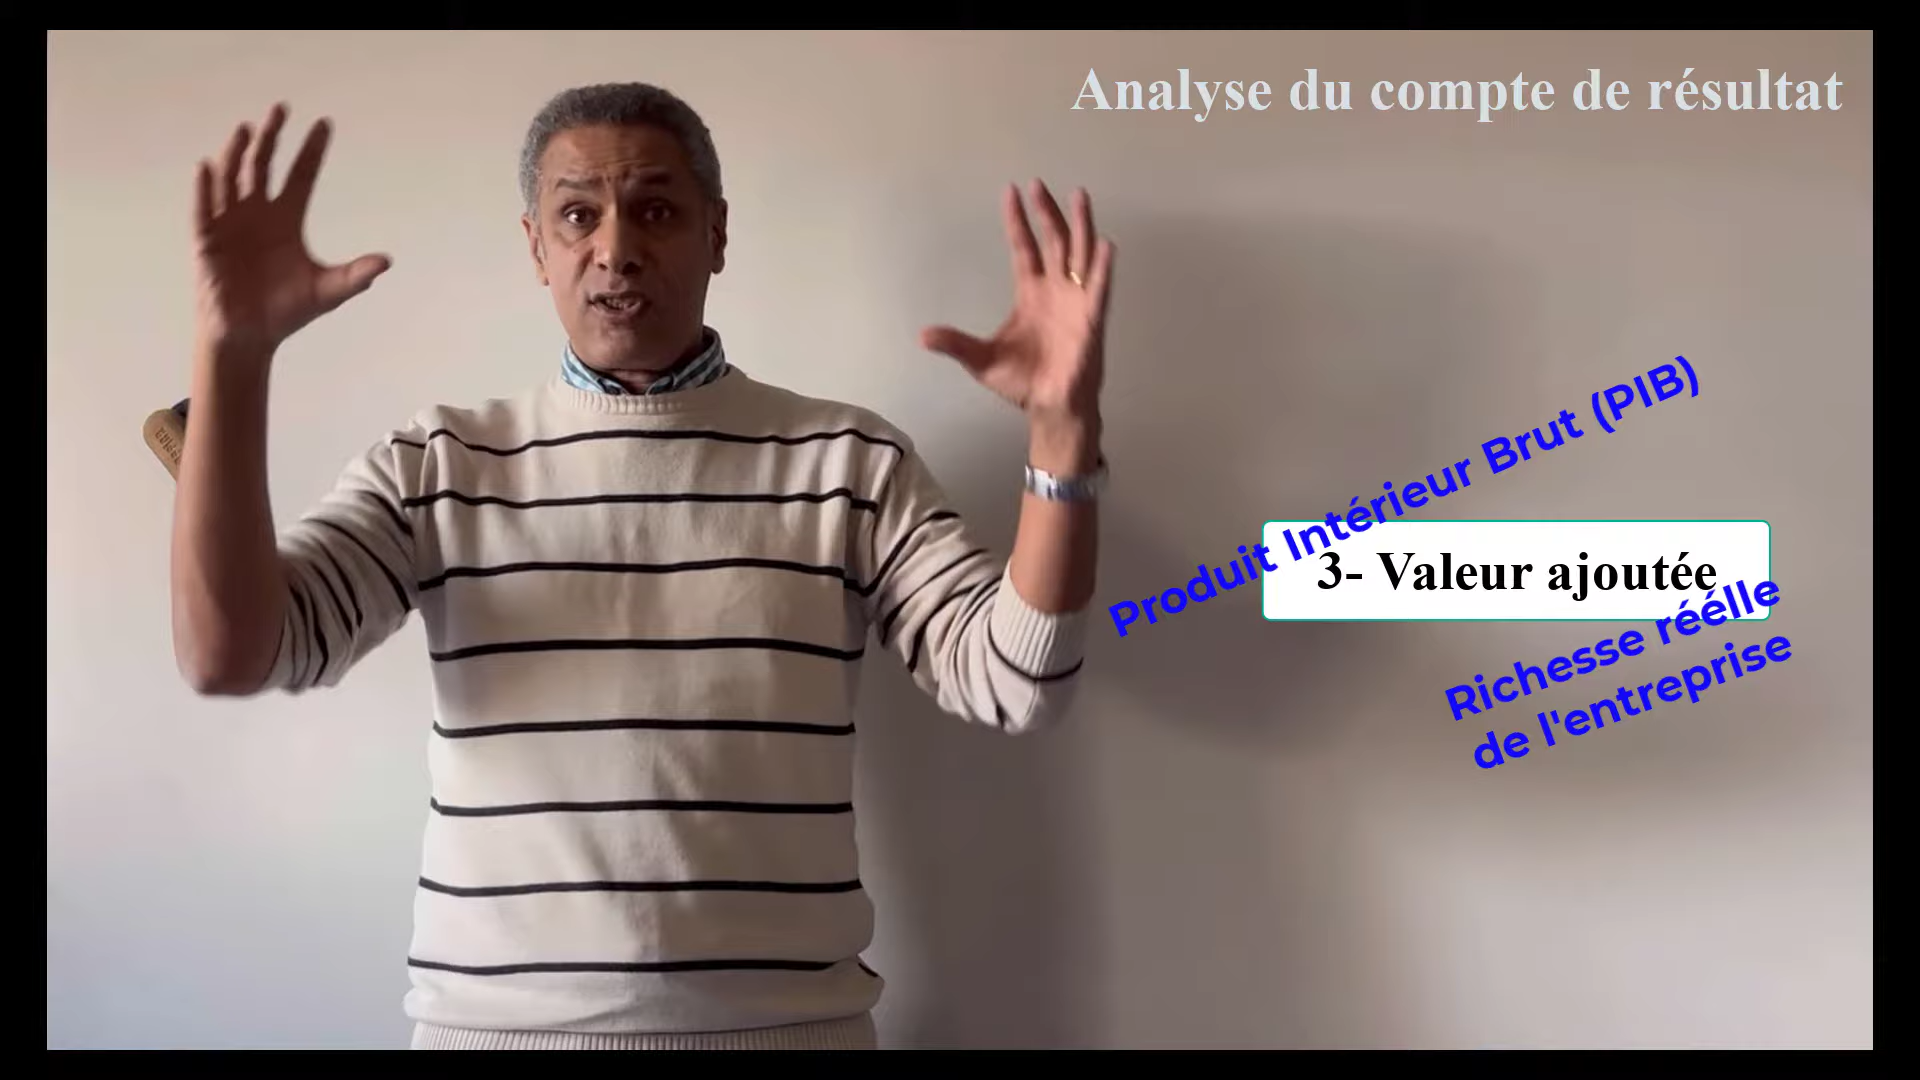 Analyse du compte de résultat
Produit Intérieur Brut (PIB)
3- Valeur ajoutée
Richesse réélle
de l'entreprise